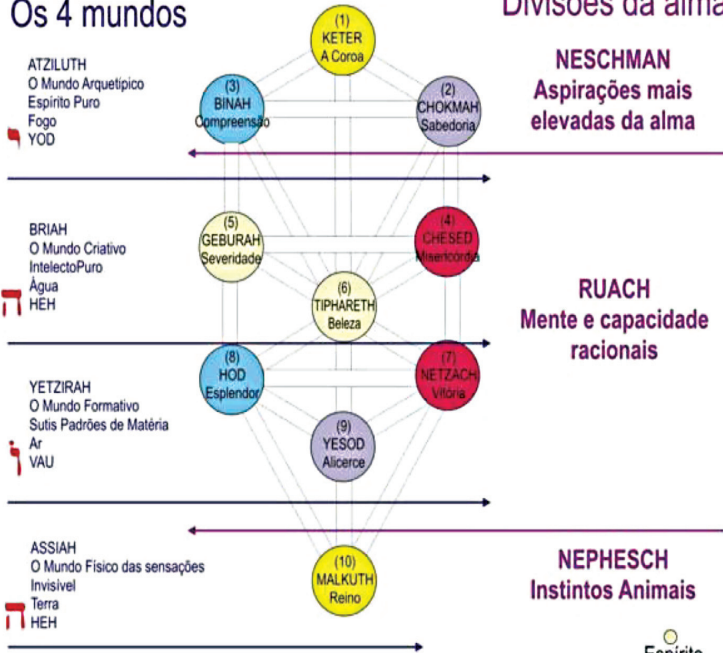 Os 4 mundos
Divisões da alma
ATZILUTH
O Mundo Arquetípico
Espírito Puro
Fogo
י
YOD
(1)
KETER
A Coroa
(3)
BINAH
Compreensão
(2)
CHOKMAH
Sabedoria
NESCHMAN
Aspirações mais
elevadas da alma
BRIAH
O Mundo Criativo
IntelectoPuro
Água
ה
HEH
(5)
GEBURAH
Severidade
(4)
CHESED
Misericórdia
(6)
TIPHARETH
Beleza
RUACH
Mente e capacidade
racionais
YETZIRAH
O Mundo Formativo
Sutis Padrões de Matéria
Ar
וֹ
VAU
(8)
HOD
Esplendor
(7)
NETZACH
Vitória
(9)
YESOD
Alicerce
ASSIAH
O Mundo Físico das sensações
Invisível
Terra
ה
HEH
(10)
MALKUTH
Reino
NEPHESCH
Instintos Animais
Espírito